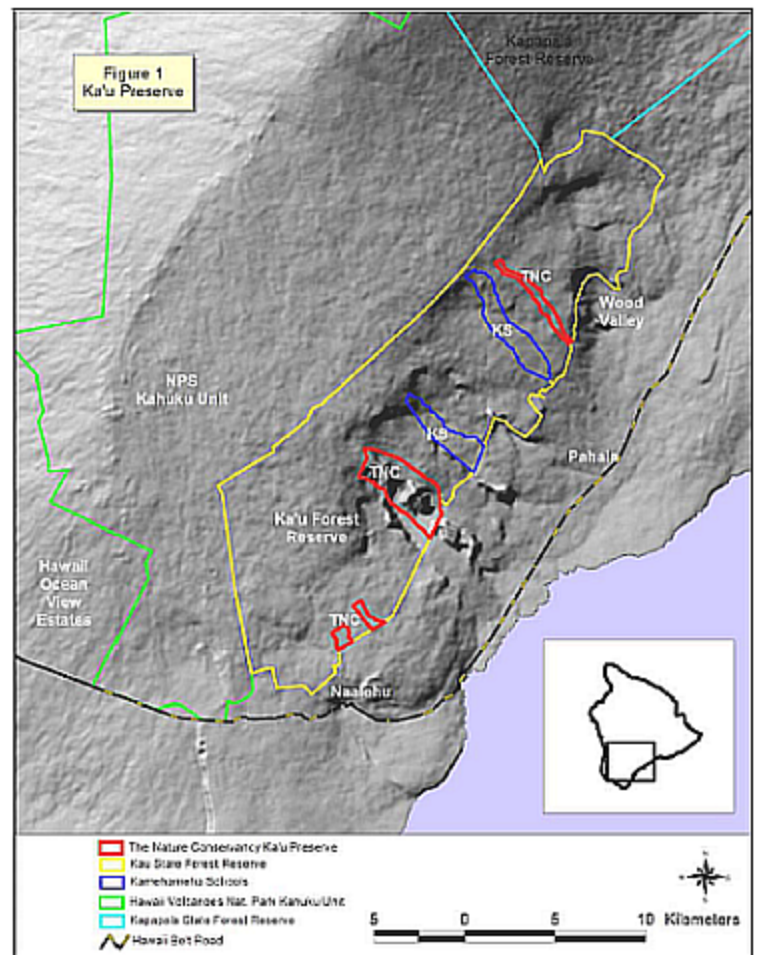 Figure 1
Ka'u Preserve
Kapapala
Forest Reserve
TNC
Wood
Valley
KS
NPS
Kahuku Unit
KS
Pahala
TNC
Ka'u Forest
Reserve
Hawaii
Ocean
View
Estates
TNC
Naalehu
The Nature Conservancy Ka'u Preserve
Kau State Forest Reserve
Kamehameha Schools
Hawaii Volcanoes Nat. Park Kahuku Unit
Kapapala State Forest Reserve
Hawaii Belt Road
5 0 5 10 Kilometers